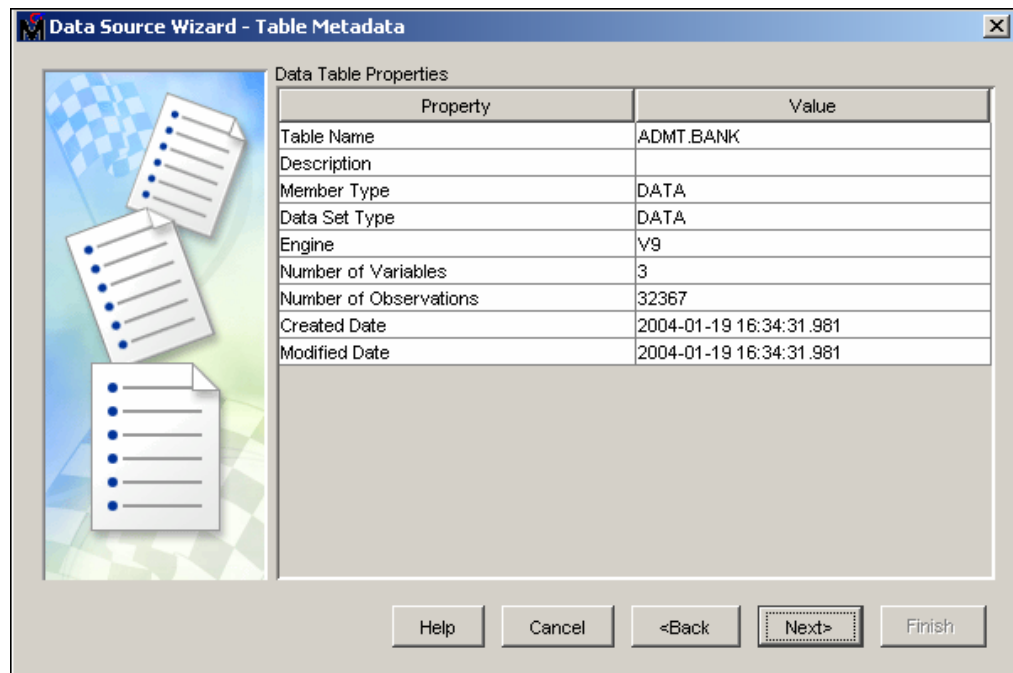 Data Source Wizard - Table Metadata
Data Table Properties
Property Value
Table Name ADMT.BANK
Description
Member Type DATA
Data Set Type DATA
Engine V9
Number of Variables 3
Number of Observations 32367
Created Date 2004-01-19 16:34:31.981
Modified Date 2004-01-19 16:34:31.981
Help Cancel <Back Next> Finish